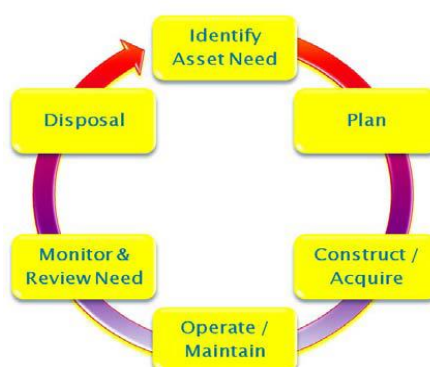 Identify
Asset Need
Plan
Construct /
Acquire
Operate /
Maintain
Monitor &
Review Need
Disposal